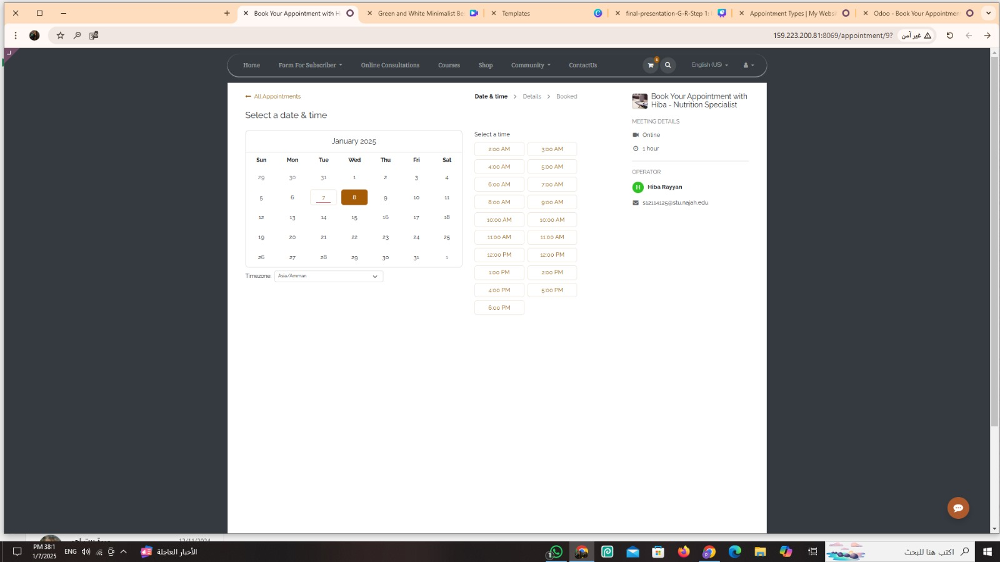 Book Your Appointment with H
Green and White Minimalist Be
Templates
final-presentation-G-R-Step 1:
Appointment Types | My Websi
Odoo - Book Your Appointmen
159.223.200.81:8069/appointment/9?
غير آمن
Home
Form For Subscriber
Online Consultations
Courses
Shop
Community
ContactUs
1
English (US)
All Appointments
Date & time
Details
Booked
Book Your Appointment with
Hiba - Nutrition Specialist
Select a date & time
MEETING DETAILS
Online
1 hour
OPERATOR
H
Hiba Rayyan
s12114125@stu.najah.edu
January 2025
Sun Mon Tue Wed Thu Fri Sat
29 30 31 1 2 3 4
5 6 7 8 9 10 11
12 13 14 15 16 17 18
19 20 21 22 23 24 25
26 27 28 29 30 31 1
Timezone: Asia/Amman
Select a time
2:00 AM 3:00 AM
4:00 AM 5:00 AM
6:00 AM 7:00 AM
8:00 AM 9:00 AM
10:00 AM 10:00 AM
11:00 AM 11:00 AM
12:00 PM 12:00 PM
1:00 PM 2:00 PM
4:00 PM 5:00 PM
6:00 PM
12/11/2024
PM 38:1
1/7/2025
ENG
الأخبار العاجلة
1
اكتب هنا للبحث